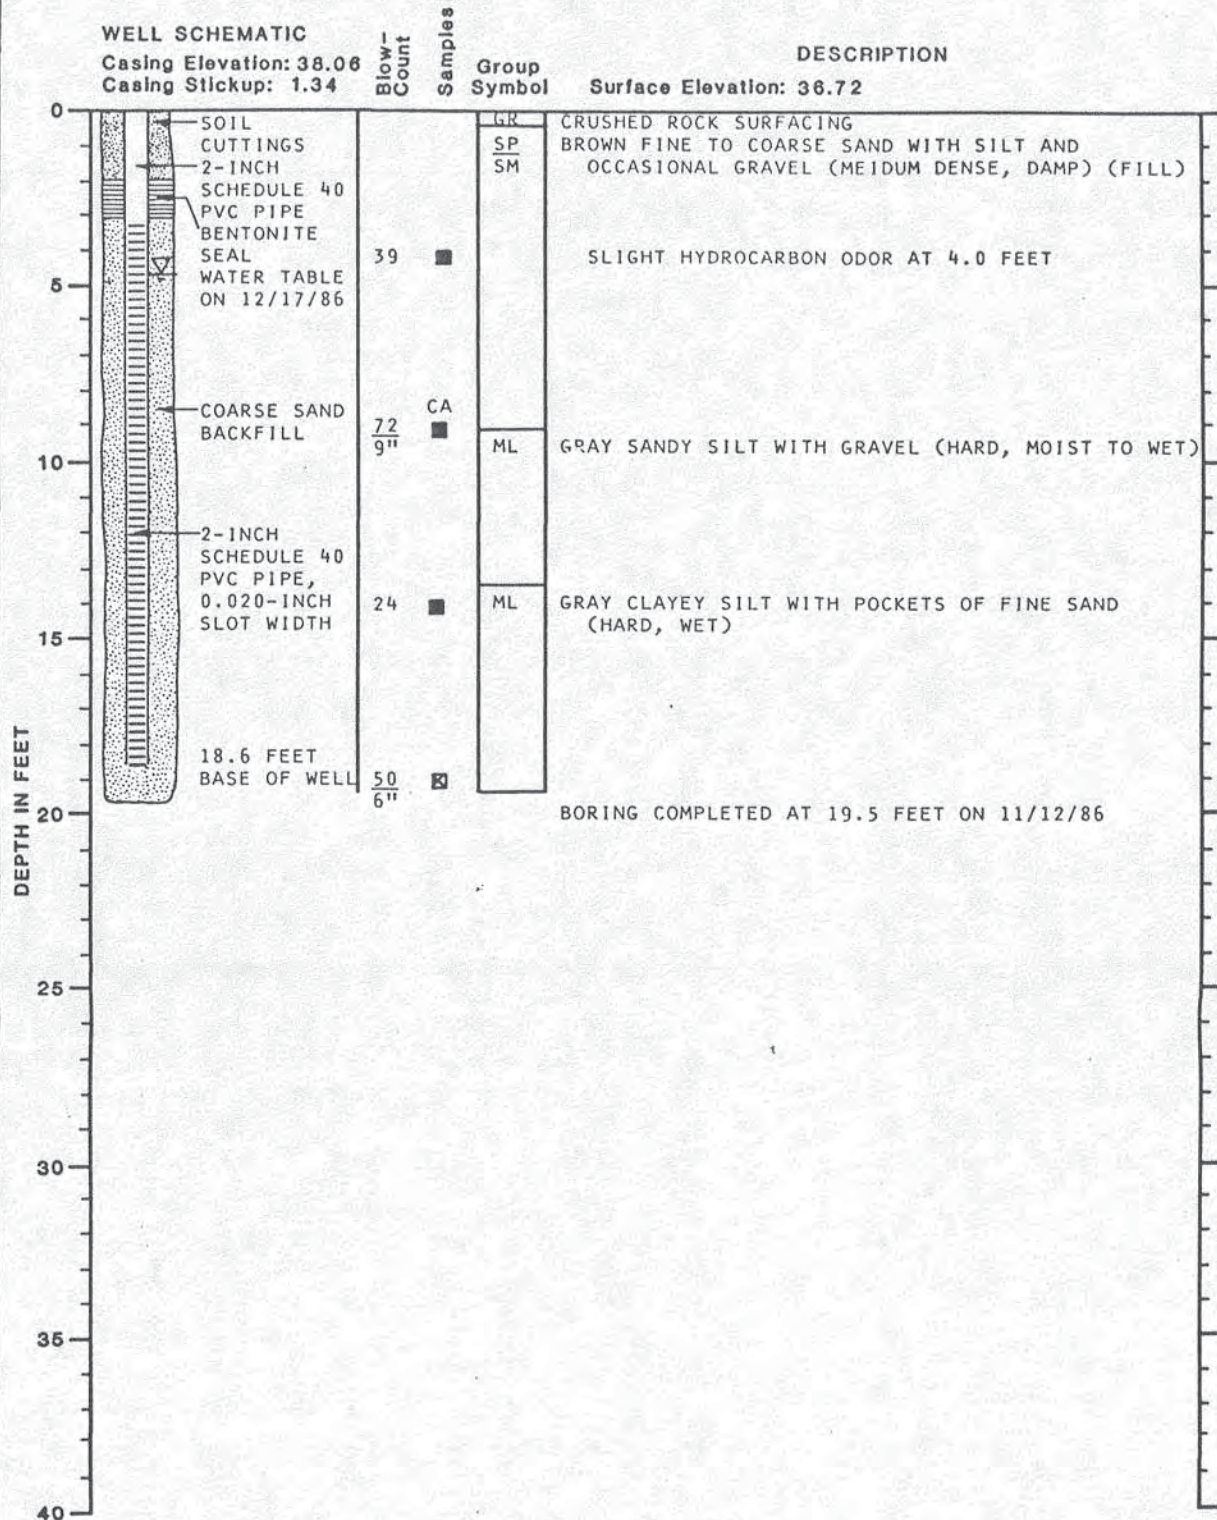 WELL SCHEMATIC
Casing Elevation: 38.06
Casing Stickup: 1.34
Blow-
Count
Samples
Group
Symbol
DESCRIPTION
Surface Elevation: 36.72
DEPTH IN FEET
0
5
10
15
20
25
30
35
40
SOIL
CUTTINGS
2-INCH
SCHEDULE 40
PVC PIPE
BENTONITE
SEAL
WATER TABLE
ON 12/17/86
COARSE SAND
BACKFILL
2-INCH
SCHEDULE 40
PVC PIPE,
0.020-INCH
SLOT WIDTH
18.6 FEET
BASE OF WELL
39
72
9"
24
50
6"
CA
GR
SP
SM
ML
ML
CRUSHED ROCK SURFACING
BROWN FINE TO COARSE SAND WITH SILT AND
OCCASIONAL GRAVEL (MEIDUM DENSE, DAMP) (FILL)
SLIGHT HYDROCARBON ODOR AT 4.0 FEET
GRAY SANDY SILT WITH GRAVEL (HARD, MOIST TO WET)
GRAY CLAYEY SILT WITH POCKETS OF FINE SAND
(HARD, WET)
BORING COMPLETED AT 19.5 FEET ON 11/12/86